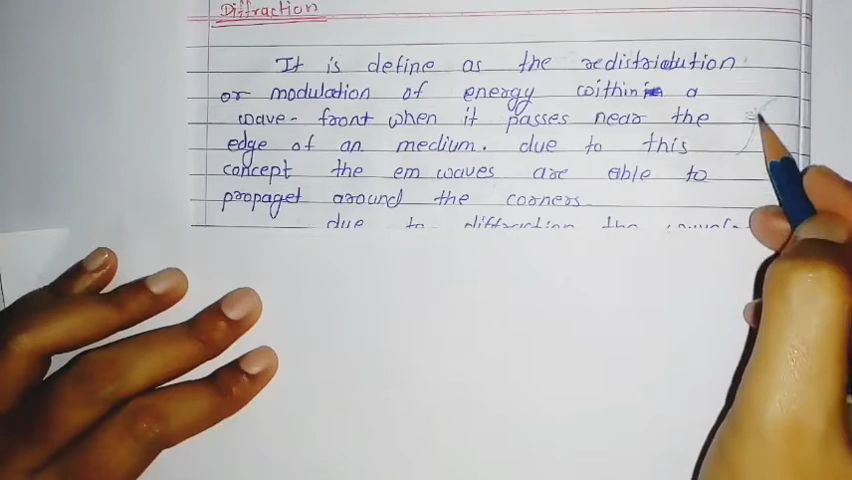 Diffraction
It is define as the redistriolution
or modulation of energy within a
wave-front when it passes near the
edge of an medium. due to this
concept the em waves are able to
propaget around the corners.
due to diffraction the